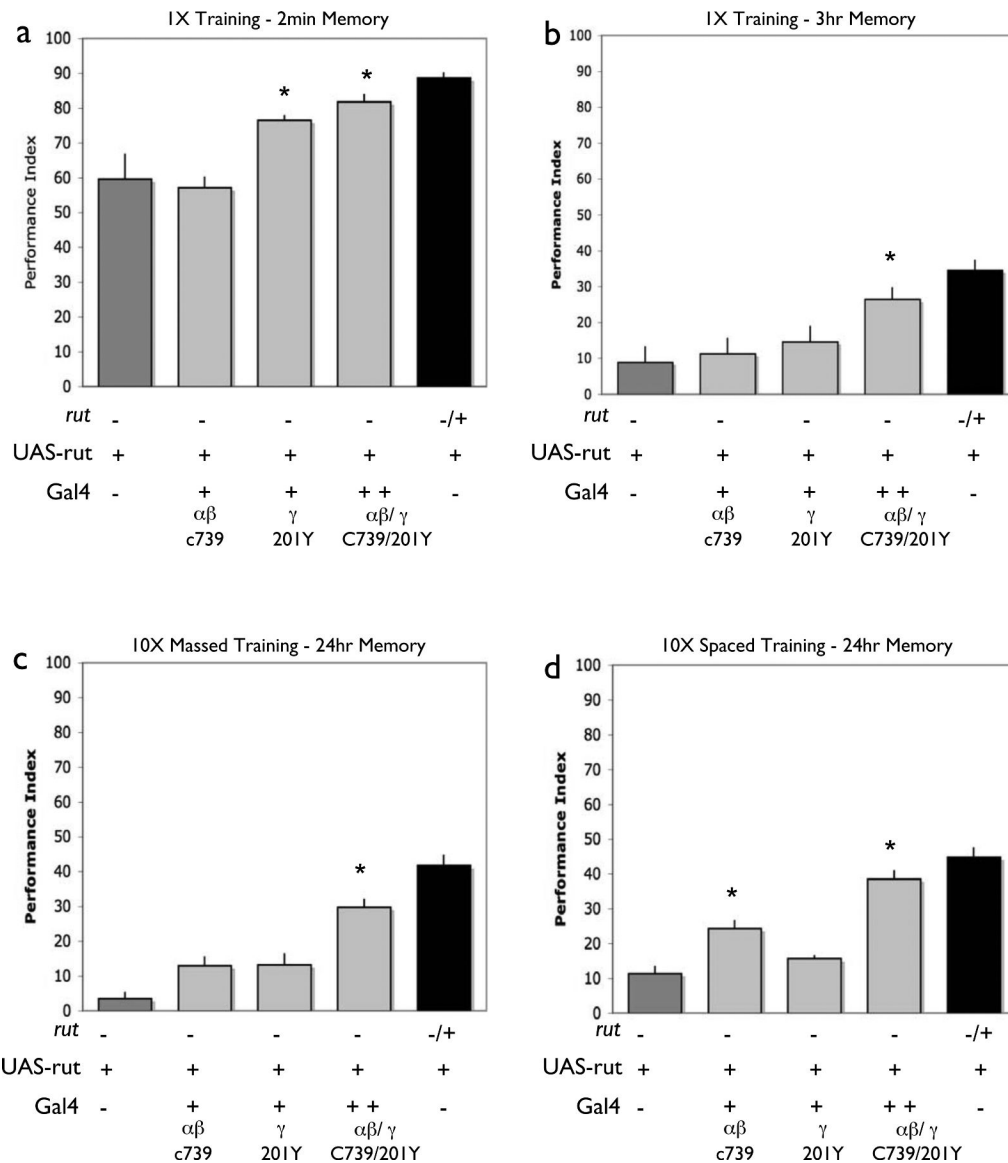 a
1X Training - 2min Memory
Performance Index
100
90
80
70
60
50
40
30
20
10
0
rut - - - - -/+
UAS-rut + + + + +
Gal4 - + + + + -
αβ γ αβ/ γ
c739 201Y C739/201Y
* *
b
1X Training - 3hr Memory
Performance Index
100
90
80
70
60
50
40
30
20
10
0
rut - - - - -/+
UAS-rut + + + + +
Gal4 - + + + + -
αβ γ αβ/ γ
c739 201Y C739/201Y
*
c
10X Massed Training - 24hr Memory
Performance Index
100
90
80
70
60
50
40
30
20
10
0
rut - - - - -/+
UAS-rut + + + + +
Gal4 - + + + + -
αβ γ αβ/ γ
c739 201Y C739/201Y
*
d
10X Spaced Training - 24hr Memory
Performance Index
100
90
80
70
60
50
40
30
20
10
0
rut - - - - -/+
UAS-rut + + + + +
Gal4 - + + + + -
αβ γ αβ/ γ
c739 201Y C739/201Y
* *